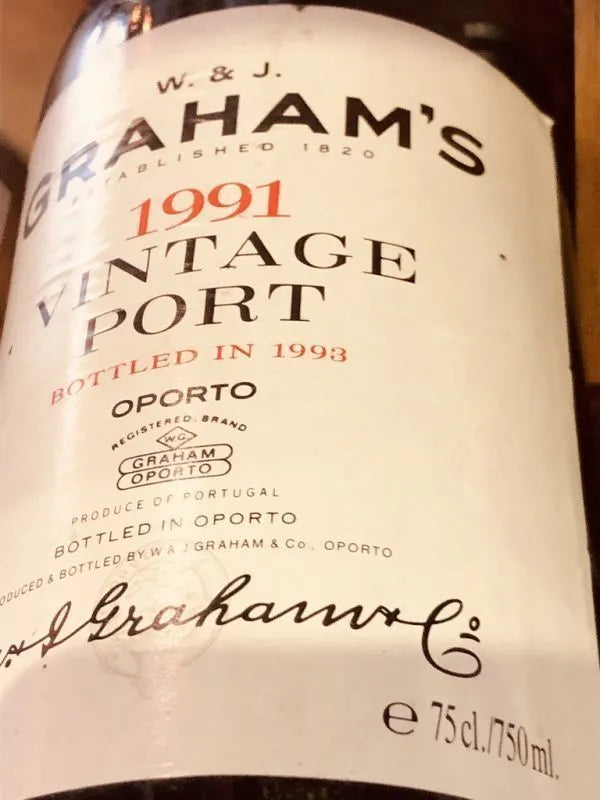 W. & J.
GRAHAM'S
ESTABLISHED 1820
1991
VINTAGE
PORT
BOTTLED IN 1993
OPORTO
REGISTERED. BRAND
WG.
GRAHAM
OPORTO
PRODUCE OF PORTUGAL
BOTTLED IN OPORTO
PRODUCED & BOTTLED BY W & J GRAHAM & Co., OPORTO
W. & J Graham & Co
e 75cl./750ml.